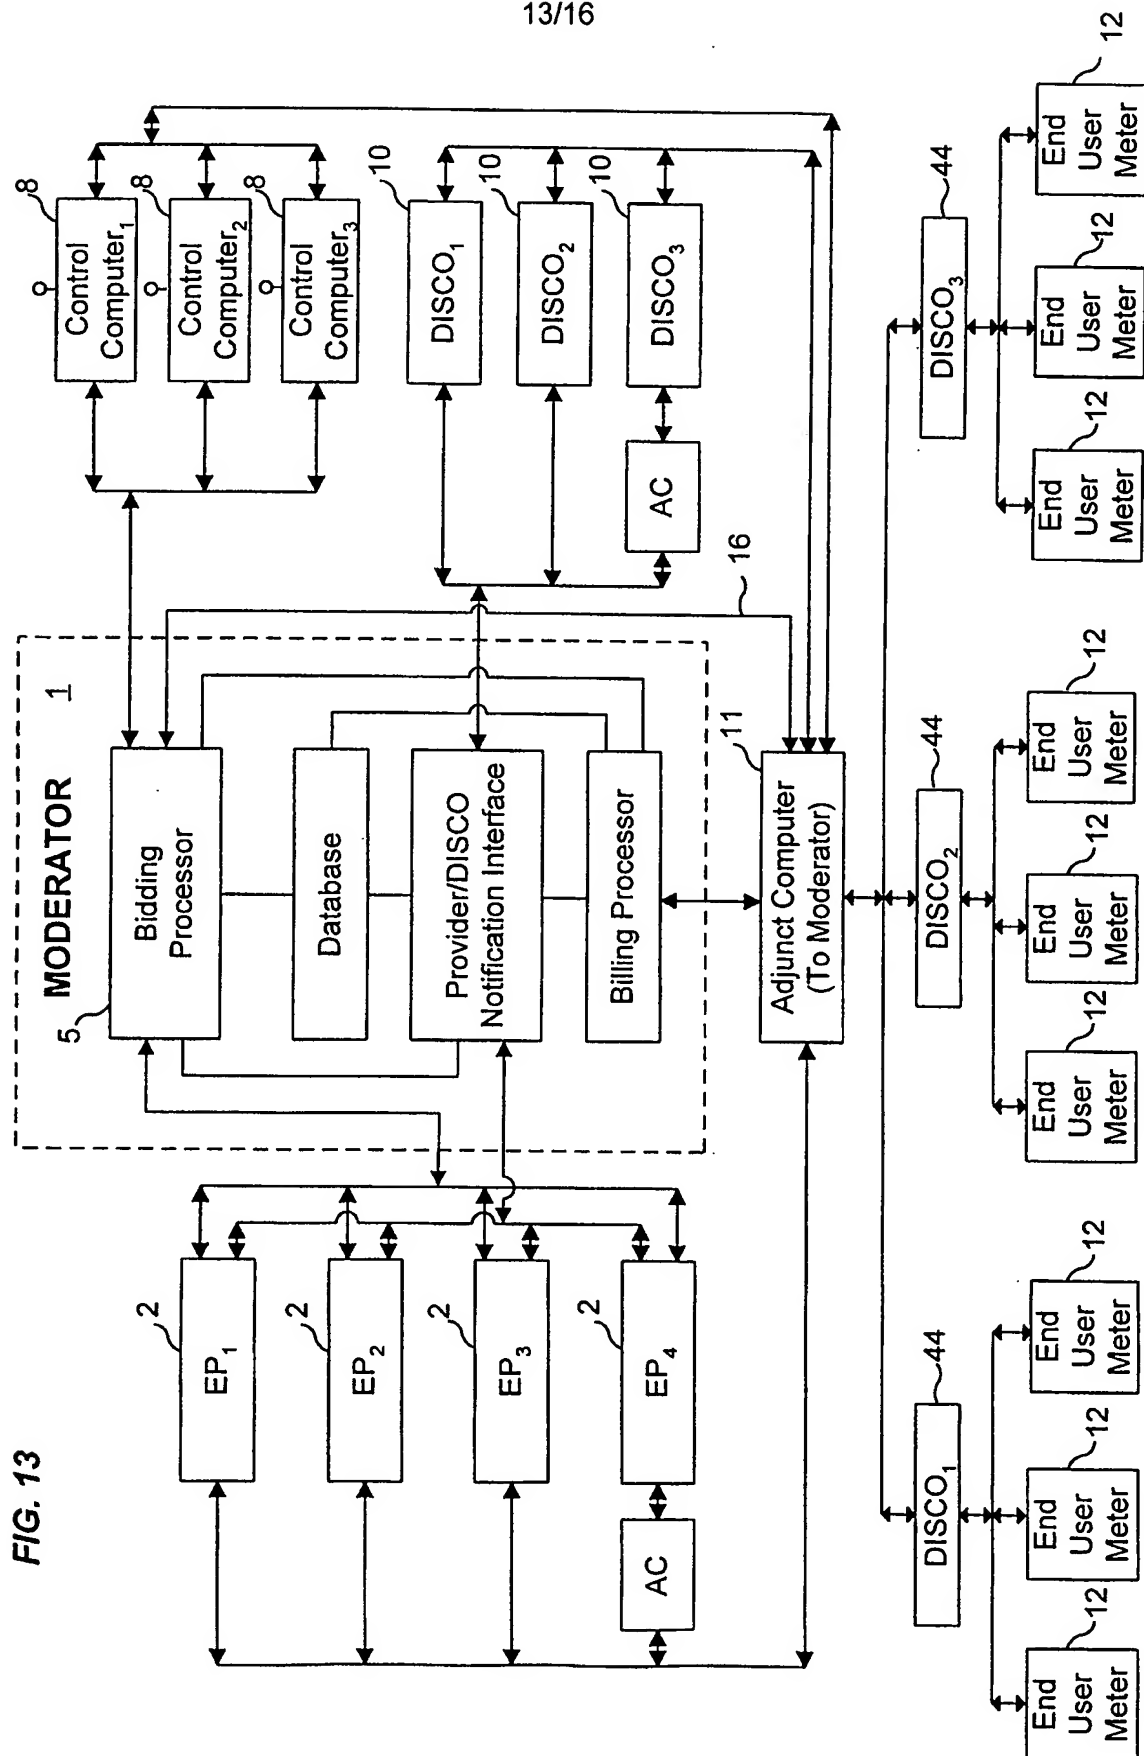 13/16
FIG. 13
MODERATOR
1
5
Bidding
Processor
Database
Provider/DISCO
Notification Interface
Billing Processor
2
EP1
2
EP2
2
EP3
2
EP4
AC
8
Control
Computer1
8
Control
Computer2
8
Control
Computer3
10
DISCO1
10
DISCO2
10
DISCO3
AC
16
11
Adjunct Computer
(To Moderator)
44
DISCO1
44
DISCO2
44
DISCO3
12
End
User
Meter
12
End
User
Meter
12
End
User
Meter
12
End
User
Meter
12
End
User
Meter
12
End
User
Meter
12
End
User
Meter
12
End
User
Meter
12
End
User
Meter